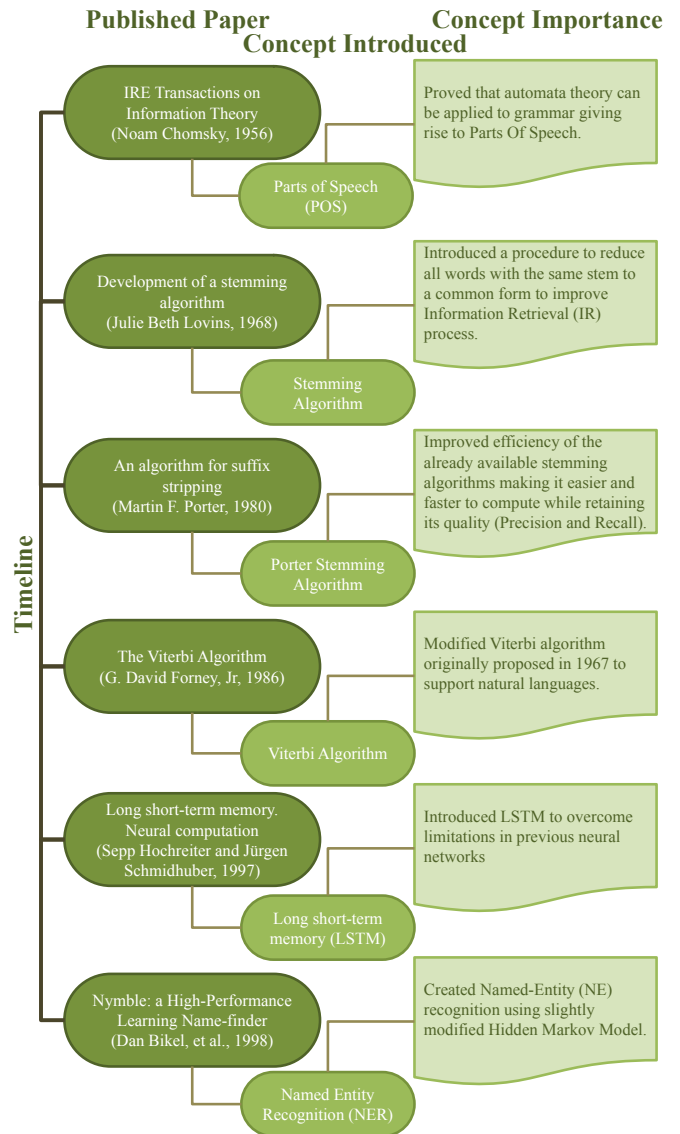 Published Paper
Concept Importance
Concept Introduced
Timeline
IRE Transactions on
Information Theory
(Noam Chomsky, 1956)
Parts of Speech
(POS)
Proved that automata theory can
be applied to grammar giving
rise to Parts Of Speech.
Development of a stemming
algorithm
(Julie Beth Lovins, 1968)
Stemming
Algorithm
Introduced a procedure to reduce
all words with the same stem to
a common form to improve
Information Retrieval (IR)
process.
An algorithm for suffix
stripping
(Martin F. Porter, 1980)
Porter Stemming
Algorithm
Improved efficiency of the
already available stemming
algorithms making it easier and
faster to compute while retaining
its quality (Precision and Recall).
The Viterbi Algorithm
(G. David Forney, Jr, 1986)
Viterbi Algorithm
Modified Viterbi algorithm
originally proposed in 1967 to
support natural languages.
Long short-term memory.
Neural computation
(Sepp Hochreiter and Jürgen
Schmidhuber, 1997)
Long short-term
memory (LSTM)
Introduced LSTM to overcome
limitations in previous neural
networks
Nymble: a High-Performance
Learning Name-finder
(Dan Bikel, et al., 1998)
Named Entity
Recognition (NER)
Created Named-Entity (NE)
recognition using slightly
modified Hidden Markov Model.